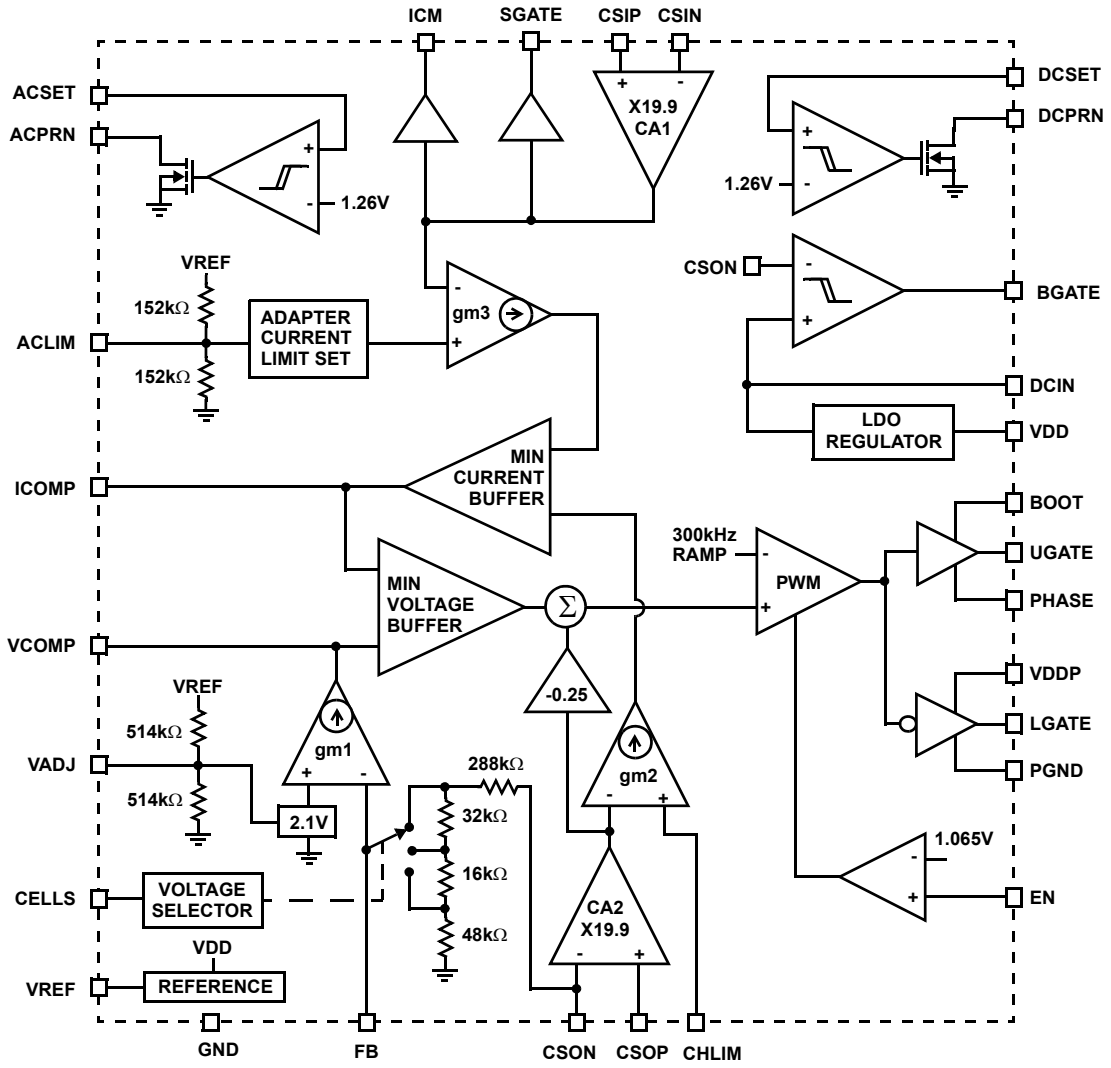 ICM
SGATE
CSIP
CSIN
ACSET
ACPRN
DCSET
DCPRN
+
-
X19.9
CA1
+
-
1.26V
+
-
1.26V
VREF
152kΩ
152kΩ
ACLIM
ADAPTER
CURRENT
LIMIT SET
-
gm3
+
CSON
-
+
BGATE
DCIN
LDO
REGULATOR
VDD
ICOMP
MIN
CURRENT
BUFFER
MIN
VOLTAGE
BUFFER
Σ
300kHz
RAMP
-
PWM
+
BOOT
UGATE
PHASE
VCOMP
-0.25
VDDP
LGATE
PGND
VREF
514kΩ
514kΩ
VADJ
gm1
+
-
2.1V
288kΩ
32kΩ
16kΩ
48kΩ
gm2
-
+
CA2
X19.9
-
+
1.065V
-
+
EN
CELLS
VOLTAGE
SELECTOR
VDD
VREF
REFERENCE
GND
FB
CSON
CSOP
CHLIM